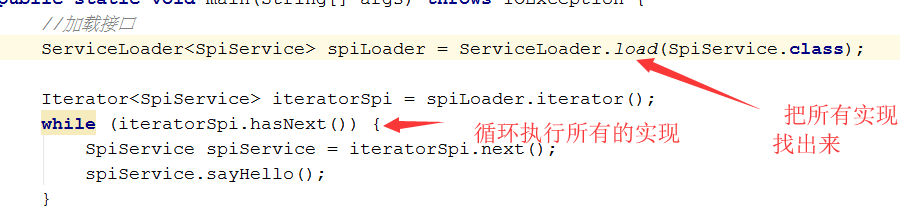 public static void main(String[] args) throws IOException {
//加载接口
ServiceLoader<SpiService> spiLoader = ServiceLoader.load(SpiService.class);
Iterator<SpiService> iteratorSpi = spiLoader.iterator();
while (iteratorSpi.hasNext()) {
SpiService spiService = iteratorSpi.next();
spiService.sayHello();
}
循环执行所有的实现
把所有实现
找出来